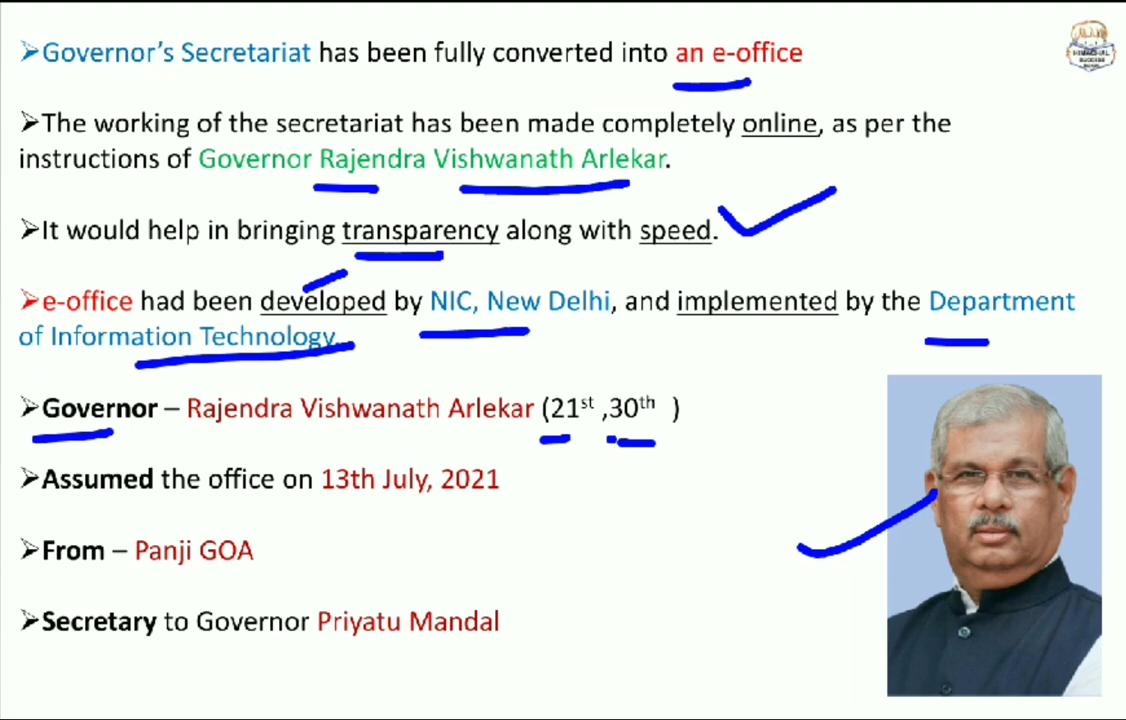 ➢Governor's Secretariat has been fully converted into an e-office
➢The working of the secretariat has been made completely online, as per the
instructions of Governor Rajendra Vishwanath Arlekar.
➢It would help in bringing transparency along with speed.
➢e-office had been developed by NIC, New Delhi, and implemented by the Department
of Information Technology.
➢Governor – Rajendra Vishwanath Arlekar (21st ,30th )
➢Assumed the office on 13th July, 2021
➢From – Panji GOA
➢Secretary to Governor Priyatu Mandal
HIMACHAL
SUCCESS